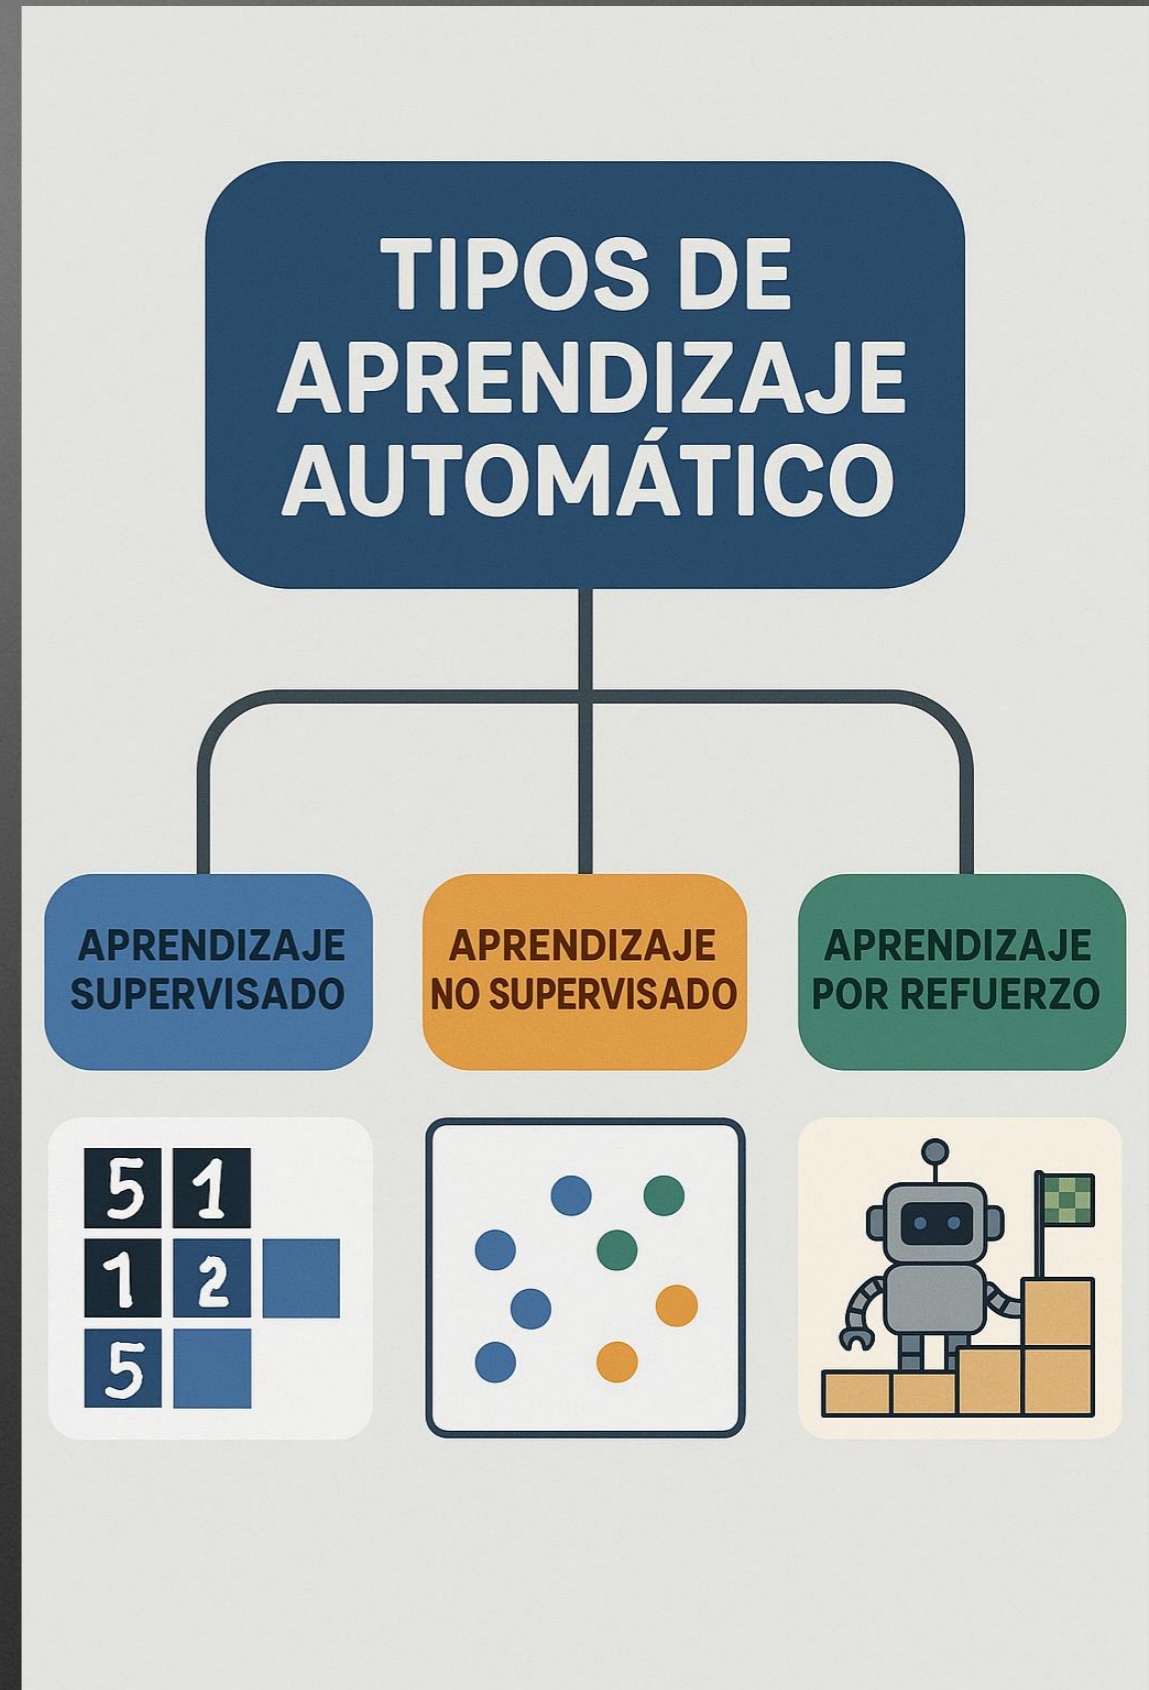 TIPOS DE
APRENDIZAJE
AUTOMÁTICO
APRENDIZAJE
SUPERVISADO
APRENDIZAJE
NO SUPERVISADO
APRENDIZAJE
POR REFUERZO
5 1
1 2
5